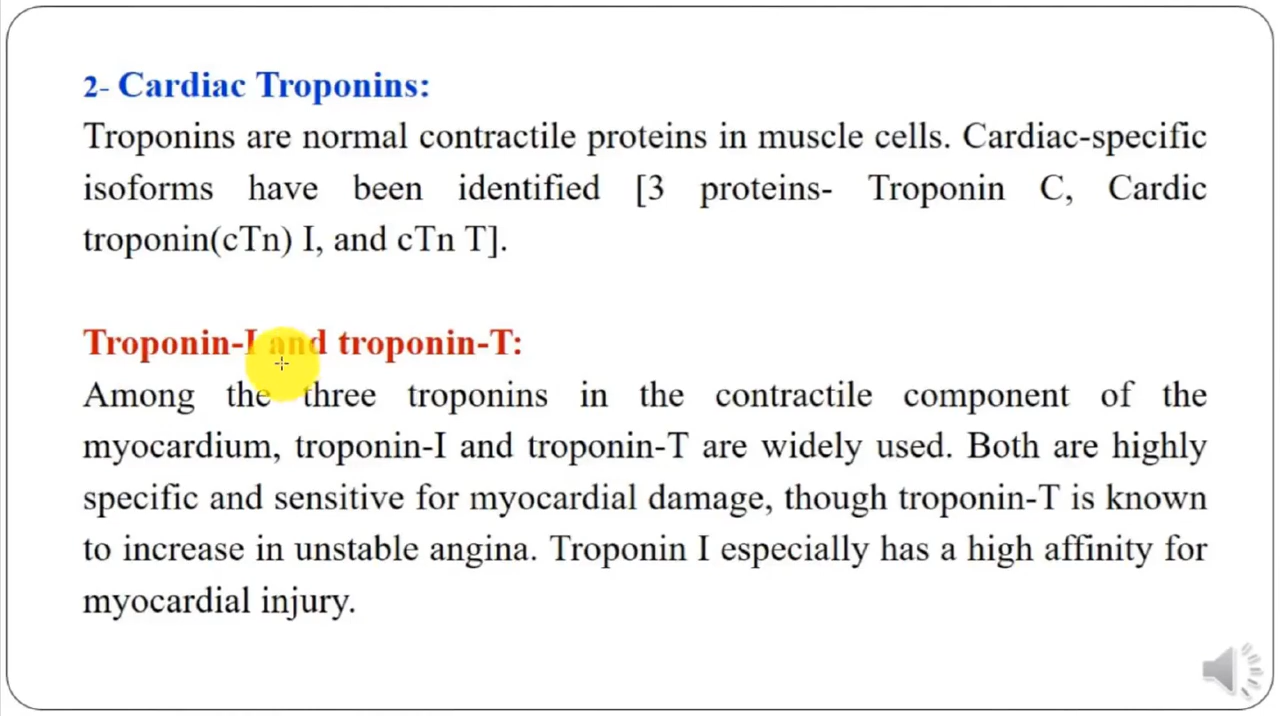 2- Cardiac Troponins:
Troponins are normal contractile proteins in muscle cells. Cardiac-specific
isoforms have been identified [3 proteins- Troponin C, Cardic
troponin(cTn) I, and cTn T].
Troponin-I and troponin-T:
Among the three troponins in the contractile component of the
myocardium, troponin-I and troponin-T are widely used. Both are highly
specific and sensitive for myocardial damage, though troponin-T is known
to increase in unstable angina. Troponin I especially has a high affinity for
myocardial injury.